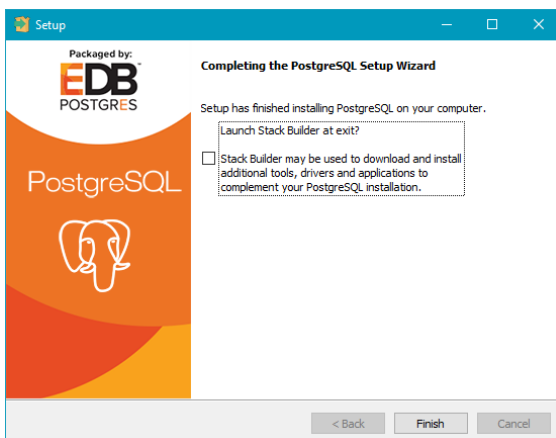 Setup
Packaged by:
EDB
POSTGRES
PostgreSQL
Completing the PostgreSQL Setup Wizard
Setup has finished installing PostgreSQL on your computer.
Launch Stack Builder at exit?
Stack Builder may be used to download and install
additional tools, drivers and applications to
complement your PostgreSQL installation.
< Back
Finish
Cancel